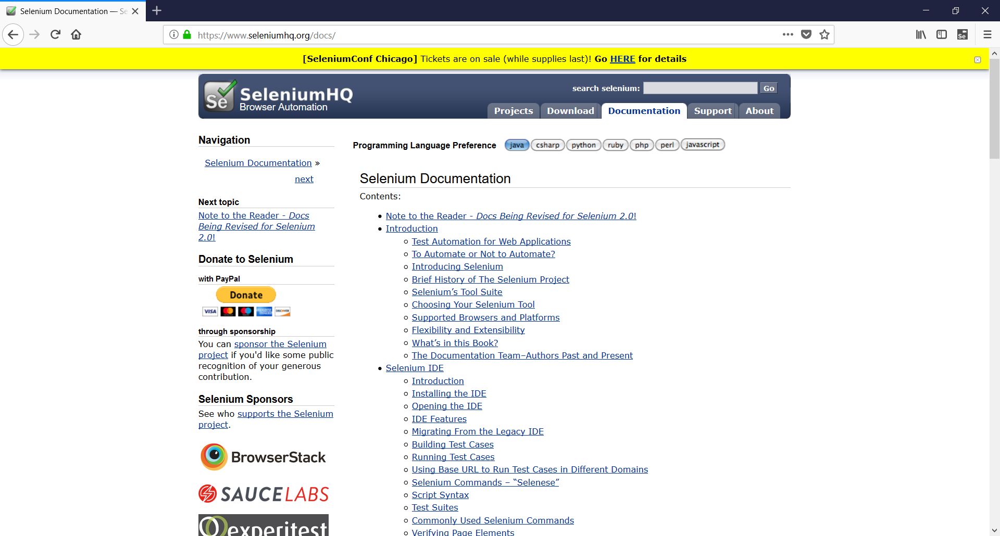 Selenium Documentation — Se
https://www.seleniumhq.org/docs/
Se
[SeleniumConf Chicago] Tickets are on sale (while supplies last)! Go HERE for details
Se
SeleniumHQ
Browser Automation
search selenium:
Go
Projects
Download
Documentation
Support
About
Navigation
Selenium Documentation »
next
Next topic
Note to the Reader - Docs
Being Revised for Selenium
2.0!
Donate to Selenium
with PayPal
Donate
VISA
DISCOVER
through sponsorship
You can sponsor the Selenium
project if you'd like some public
recognition of your generous
contribution.
Selenium Sponsors
See who supports the Selenium
project.
BrowserStack
SAUCELABS
experitest
Programming Language Preference
java
csharp
python
ruby
php
perl
javascript
Selenium Documentation
Contents:
Note to the Reader - Docs Being Revised for Selenium 2.0!
Introduction
Test Automation for Web Applications
To Automate or Not to Automate?
Introducing Selenium
Brief History of The Selenium Project
Selenium’s Tool Suite
Choosing Your Selenium Tool
Supported Browsers and Platforms
Flexibility and Extensibility
What’s in this Book?
The Documentation Team–Authors Past and Present
Selenium IDE
Introduction
Installing the IDE
Opening the IDE
IDE Features
Migrating From the Legacy IDE
Building Test Cases
Running Test Cases
Using Base URL to Run Test Cases in Different Domains
Selenium Commands – “Selenese”
Script Syntax
Test Suites
Commonly Used Selenium Commands
Verifying Page Elements